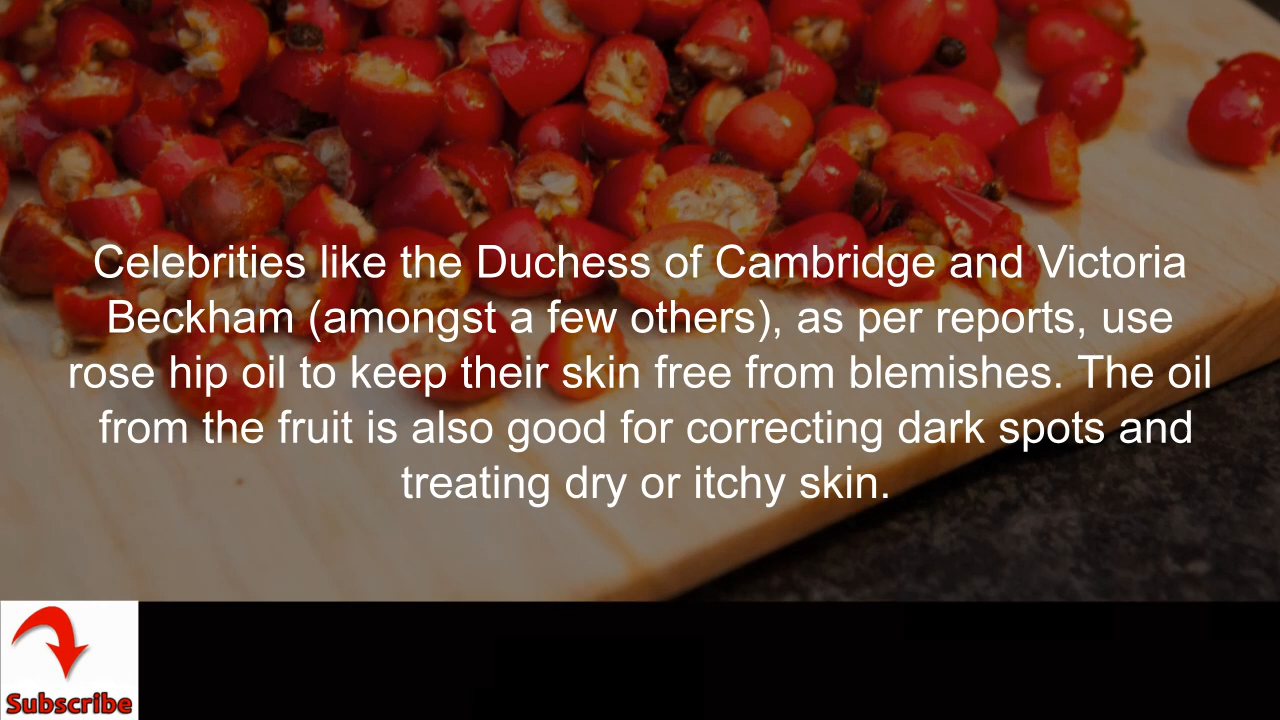 Celebrities like the Duchess of Cambridge and Victoria
Beckham (amongst a few others), as per reports, use
rose hip oil to keep their skin free from blemishes. The oil
from the fruit is also good for correcting dark spots and
treating dry or itchy skin.
Subscribe